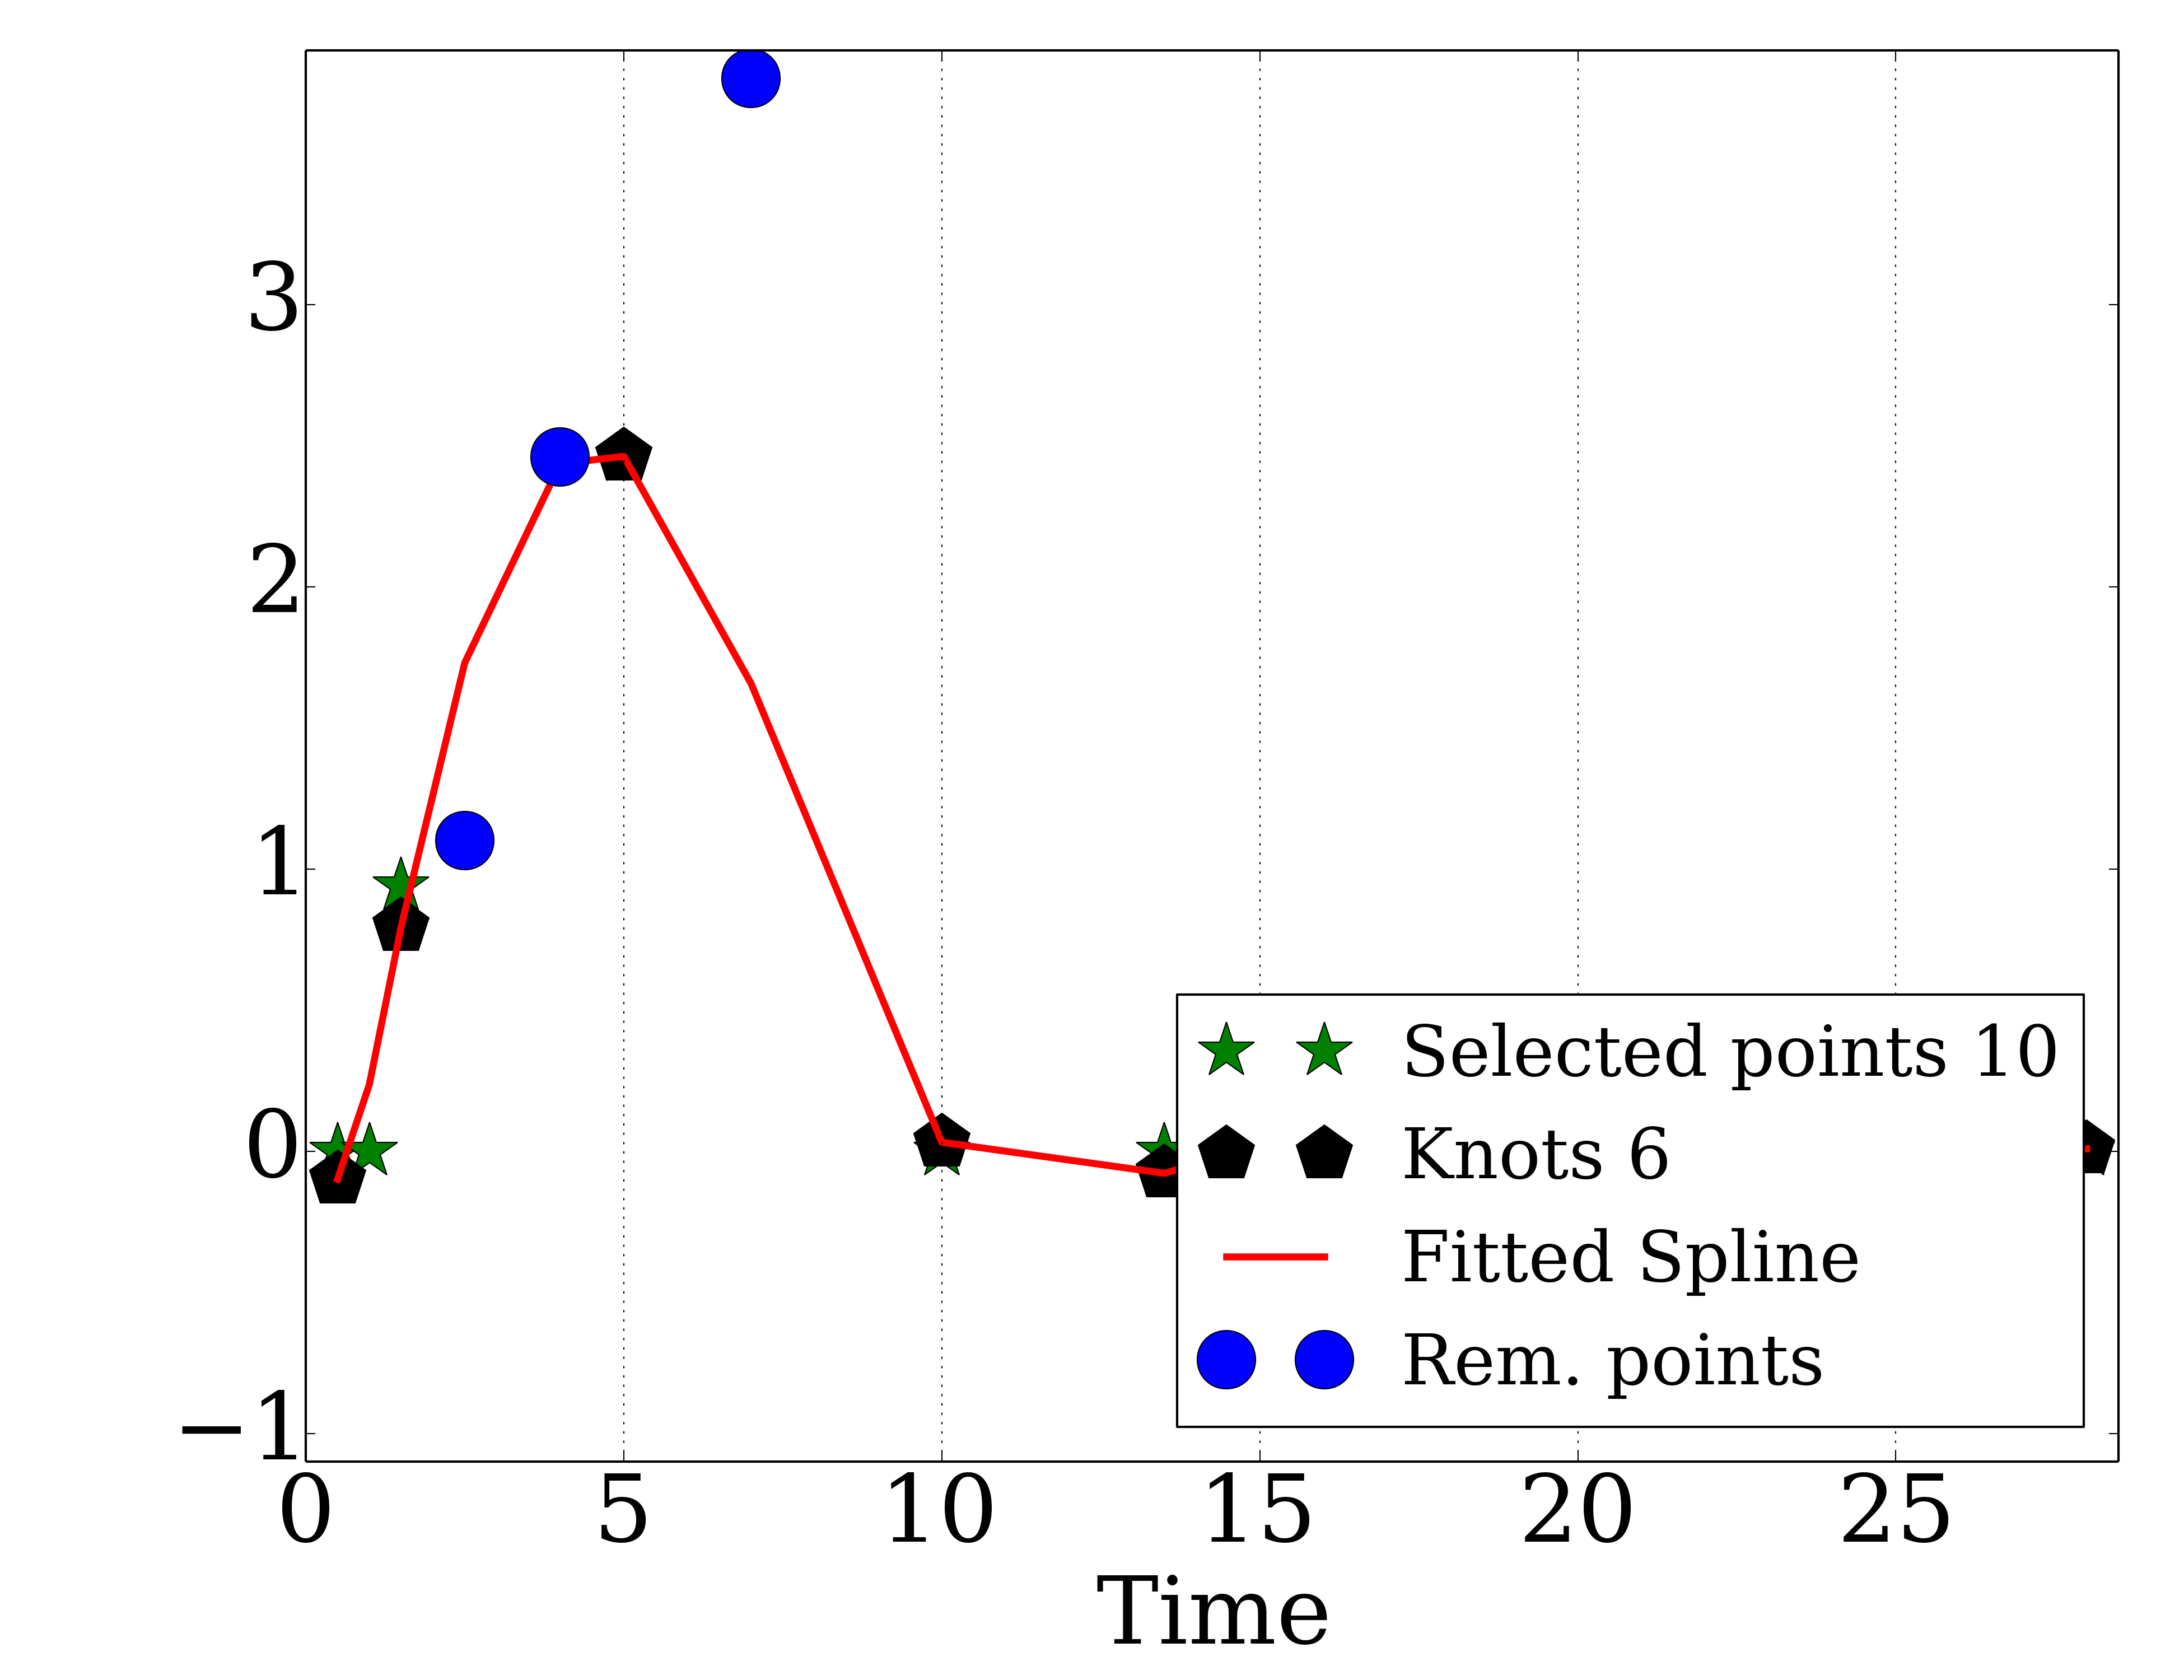 3
2
1
0
−1
Selected points 10
Knots 6
Fitted Spline
Rem. points
0 5 10 15 20 25
Time